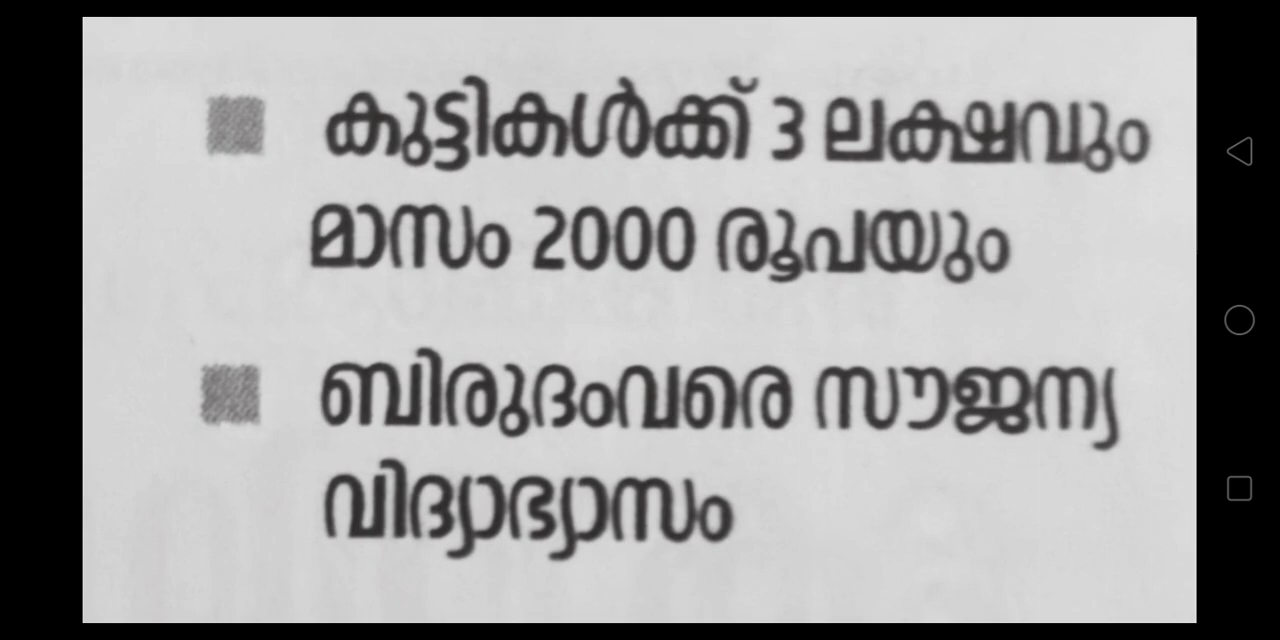 കുട്ടികൾക്ക് 3 ലക്ഷവും
മാസം 2000 രൂപയും
ബിരുദംവരെ സൗജന്യ
വിദ്യാഭ്യാസം